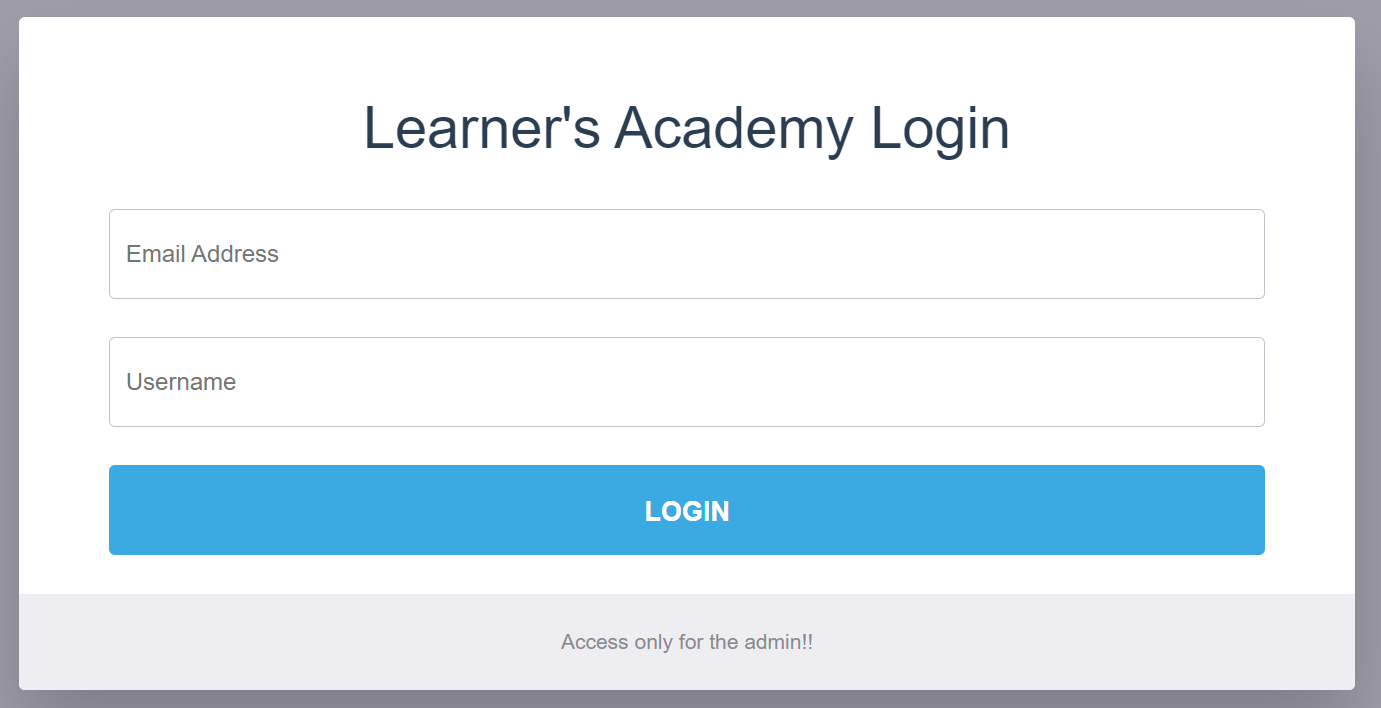 Learner's Academy Login
Email Address
Username
LOGIN
Access only for the admin!!